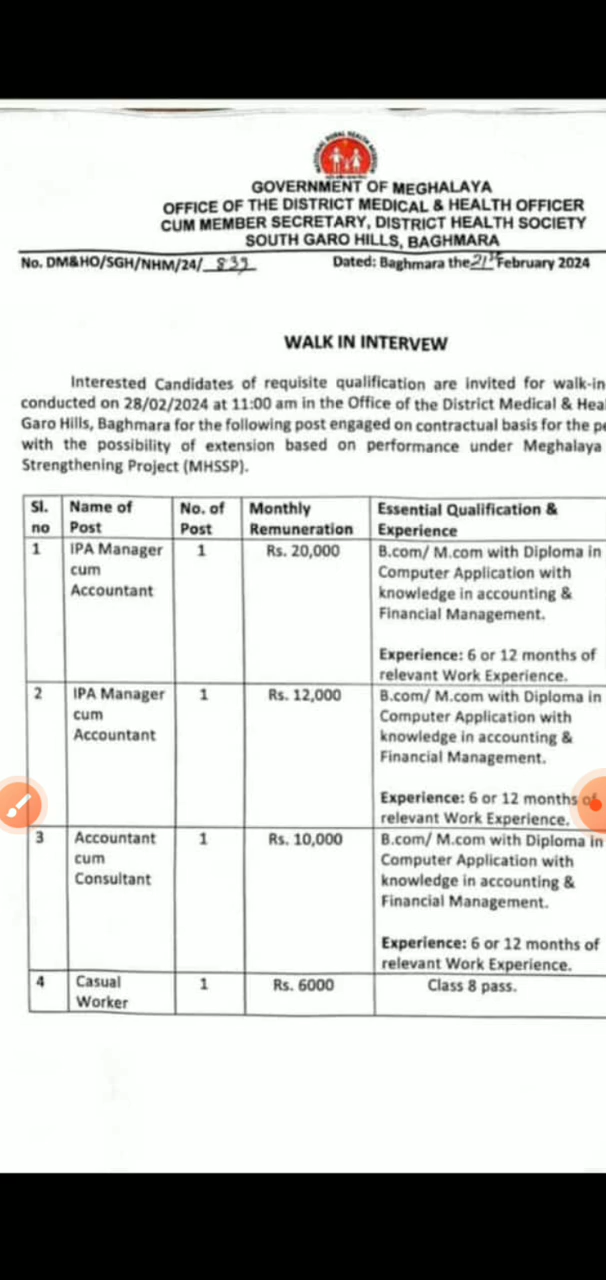 GOVERNMENT OF MEGHALAYA
OFFICE OF THE DISTRICT MEDICAL & HEALTH OFFICER
CUM MEMBER SECRETARY, DISTRICT HEALTH SOCIETY
SOUTH GARO HILLS, BAGHMARA
No. DM&HO/SGH/NHM/24/ 839 Dated: Baghmara the 21st February 2024
WALK IN INTERVEW
Interested Candidates of requisite qualification are invited for walk-in
conducted on 28/02/2024 at 11:00 am in the Office of the District Medical & Hea
Garo Hills, Baghmara for the following post engaged on contractual basis for the pe
with the possibility of extension based on performance under Meghalaya
Strengthening Project (MHSSP).
Sl. no Name of Post No. of Post Monthly Remuneration Essential Qualification & Experience
1 IPA Manager cum Accountant 1 Rs. 20,000 B.com/ M.com with Diploma in
Computer Application with
knowledge in accounting &
Financial Management.
Experience: 6 or 12 months of
relevant Work Experience.
2 IPA Manager cum Accountant 1 Rs. 12,000 B.com/ M.com with Diploma in
Computer Application with
knowledge in accounting &
Financial Management.
Experience: 6 or 12 months of
relevant Work Experience.
3 Accountant cum Consultant 1 Rs. 10,000 B.com/ M.com with Diploma in
Computer Application with
knowledge in accounting &
Financial Management.
Experience: 6 or 12 months of
relevant Work Experience.
4 Casual Worker 1 Rs. 6000 Class 8 pass.